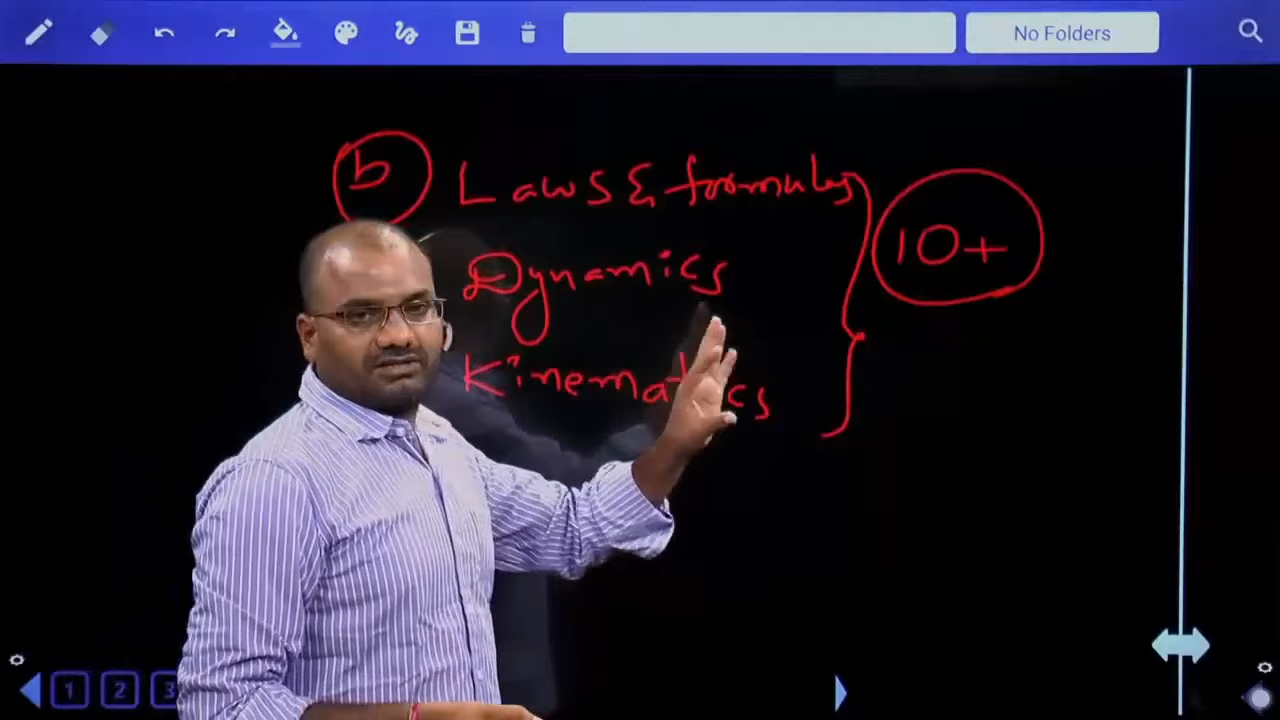 No Folders
b Laws & formulas
10+
Dynamics
Kinematics
1 2 3